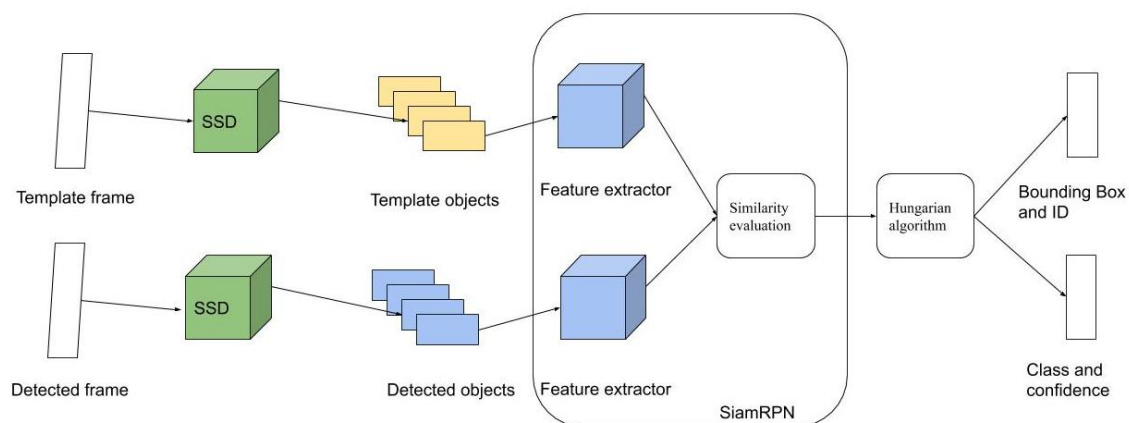 SSD
Template frame
Template objects
Feature extractor
Similarity
evaluation
Hungarian
algorithm
Bounding Box
and ID
SSD
Detected frame
Detected objects
Feature extractor
Class and
confidence
SiamRPN